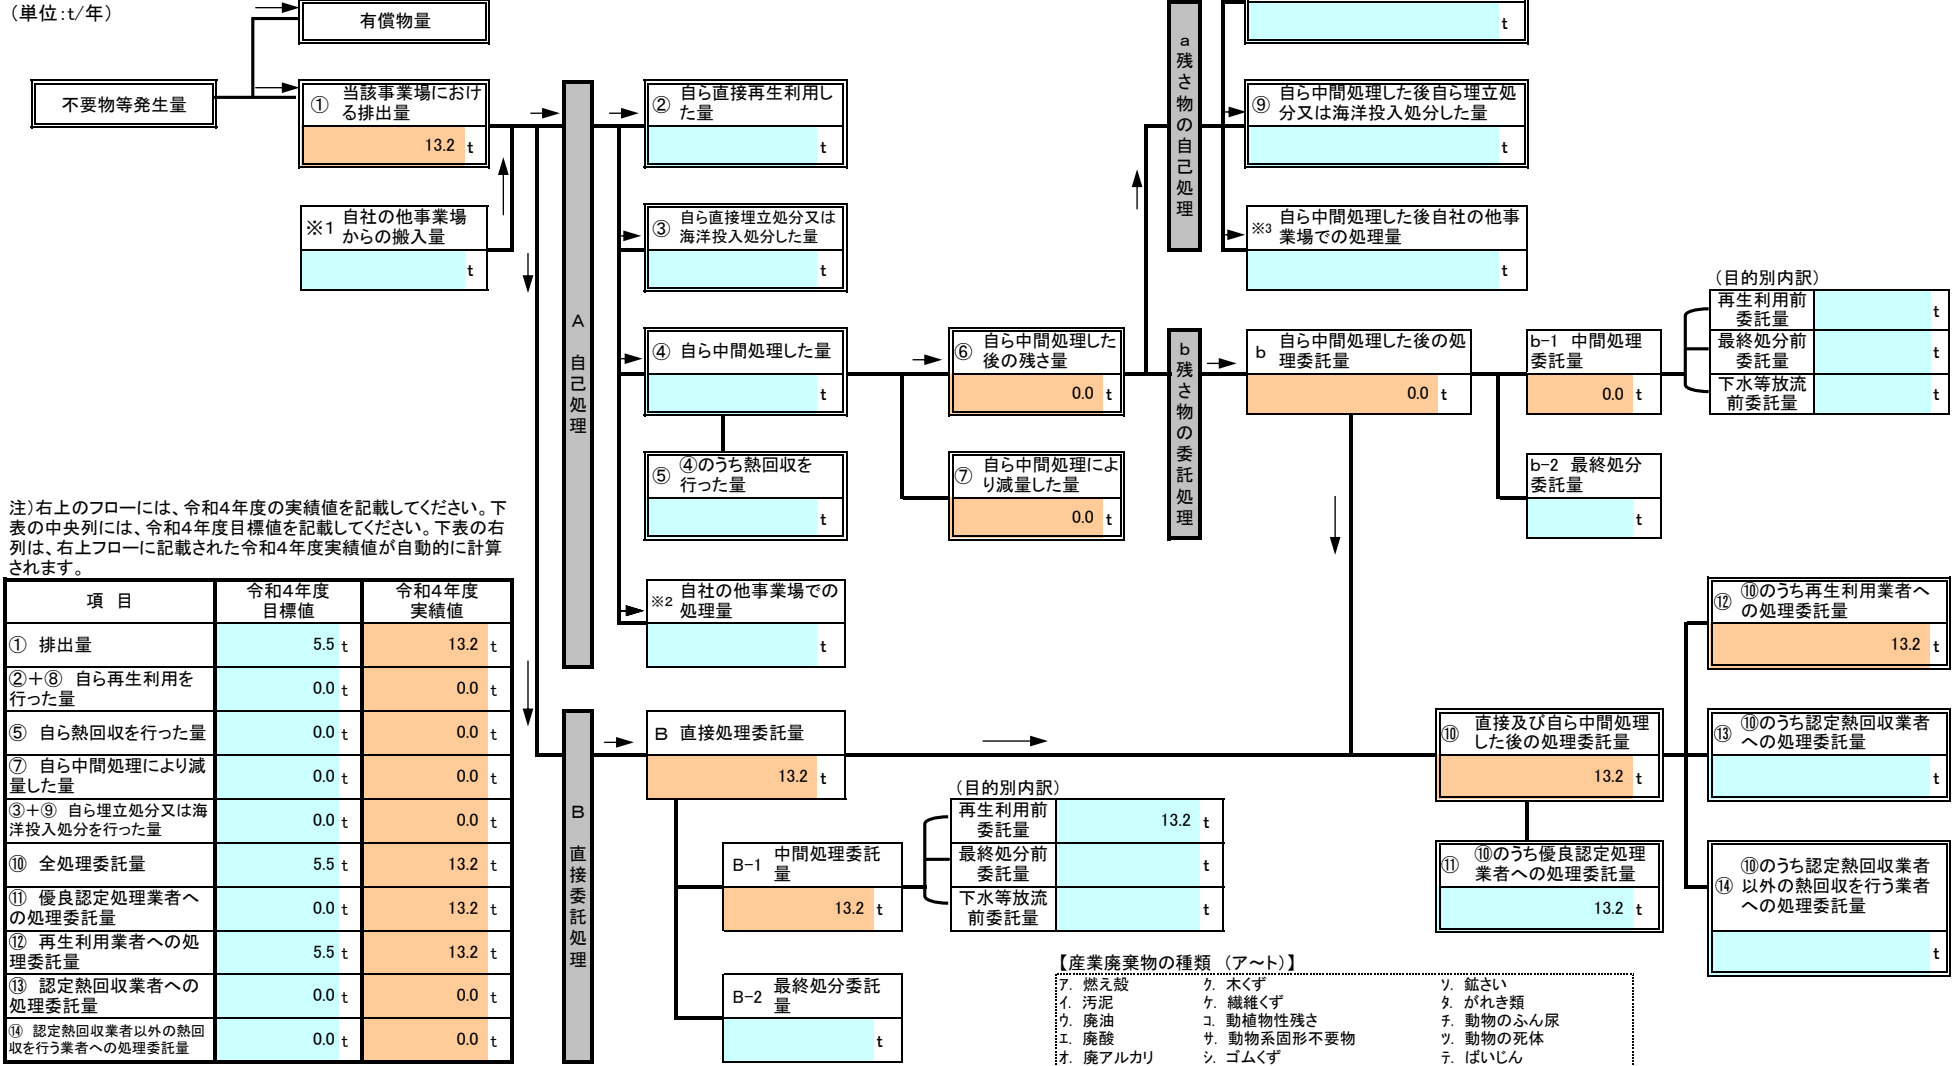 (単位:t/年)
有償物量
不要物等発生量
① 当該事業場におけ
る排出量
13.2 t
※1 自社の他事業場
からの搬入量
t
A 自己処理
② 自ら直接再生利用し
た量
t
③ 自ら直接埋立処分又は
海洋投入処分した量
t
④ 自ら中間処理した量
t
⑤ ④のうち熱回収を
行った量
t
※2 自社の他事業場での
処理量
t
⑥ 自ら中間処理した
後の残さ量
0.0 t
⑦ 自ら中間処理によ
り減量した量
0.0 t
a 残さ物の自己処理
t
⑨ 自ら中間処理した後自ら埋立処
分又は海洋投入処分した量
t
※3 自ら中間処理した後自社の他事
業場での処理量
t
b 残さ物の委託処理
b 自ら中間処理した後の処
理委託量
0.0 t
b-1 中間処理
委託量
0.0 t
b-2 最終処分
委託量
t
(目的別内訳)
再生利用前
委託量
t
最終処分前
委託量
t
下水等放流
前委託量
t
注)右上のフローには、令和4年度の実績値を記載してください。下
表の中央列には、令和4年度目標値を記載してください。下表の右
列は、右上フローに記載された令和4年度実績値が自動的に計算
されます。
項 目 令和4年度
目標値 令和4年度
実績値
① 排出量 5.5 t 13.2 t
②+⑧ 自ら再生利用を
行った量 0.0 t 0.0 t
⑤ 自ら熱回収を行った量 0.0 t 0.0 t
⑦ 自ら中間処理により減
量した量 0.0 t 0.0 t
③+⑨ 自ら埋立処分又は海
洋投入処分を行った量 0.0 t 0.0 t
⑩ 全処理委託量 5.5 t 13.2 t
⑪ 優良認定処理業者へ
の処理委託量 0.0 t 13.2 t
⑫ 再生利用業者への処
理委託量 5.5 t 13.2 t
⑬ 認定熱回収業者への
処理委託量 0.0 t 0.0 t
⑭ 認定熱回収業者以外の熱回
収を行う業者への処理委託量 0.0 t 0.0 t
B 直接委託処理
B 直接処理委託量
13.2 t
B-1 中間処理委託
量
13.2 t
B-2 最終処分委託
量
t
(目的別内訳)
再生利用前
委託量
13.2 t
最終処分前
委託量
t
下水等放流
前委託量
t
⑩ 直接及び自ら中間処理
した後の処理委託量
13.2 t
⑪ ⑩のうち優良認定処理
業者への処理委託量
13.2 t
⑫ ⑩のうち再生利用業者へ
の処理委託量
13.2 t
⑬ ⑩のうち認定熱回収業者
への処理委託量
t
⑭ ⑩のうち認定熱回収業者
以外の熱回収を行う業者
への処理委託量
t
【産業廃棄物の種類 (ア~ト)】
ア. 燃え殻 ク. 木くず ソ. 鉱さい
イ. 汚泥 ケ. 繊維くず タ. がれき類
ウ. 廃油 コ. 動植物性残さ チ. 動物のふん尿
エ. 廃酸 サ. 動物系固形不要物 ツ. 動物の死体
オ. 廃アルカリ シ. ゴムくず テ. ばいじん